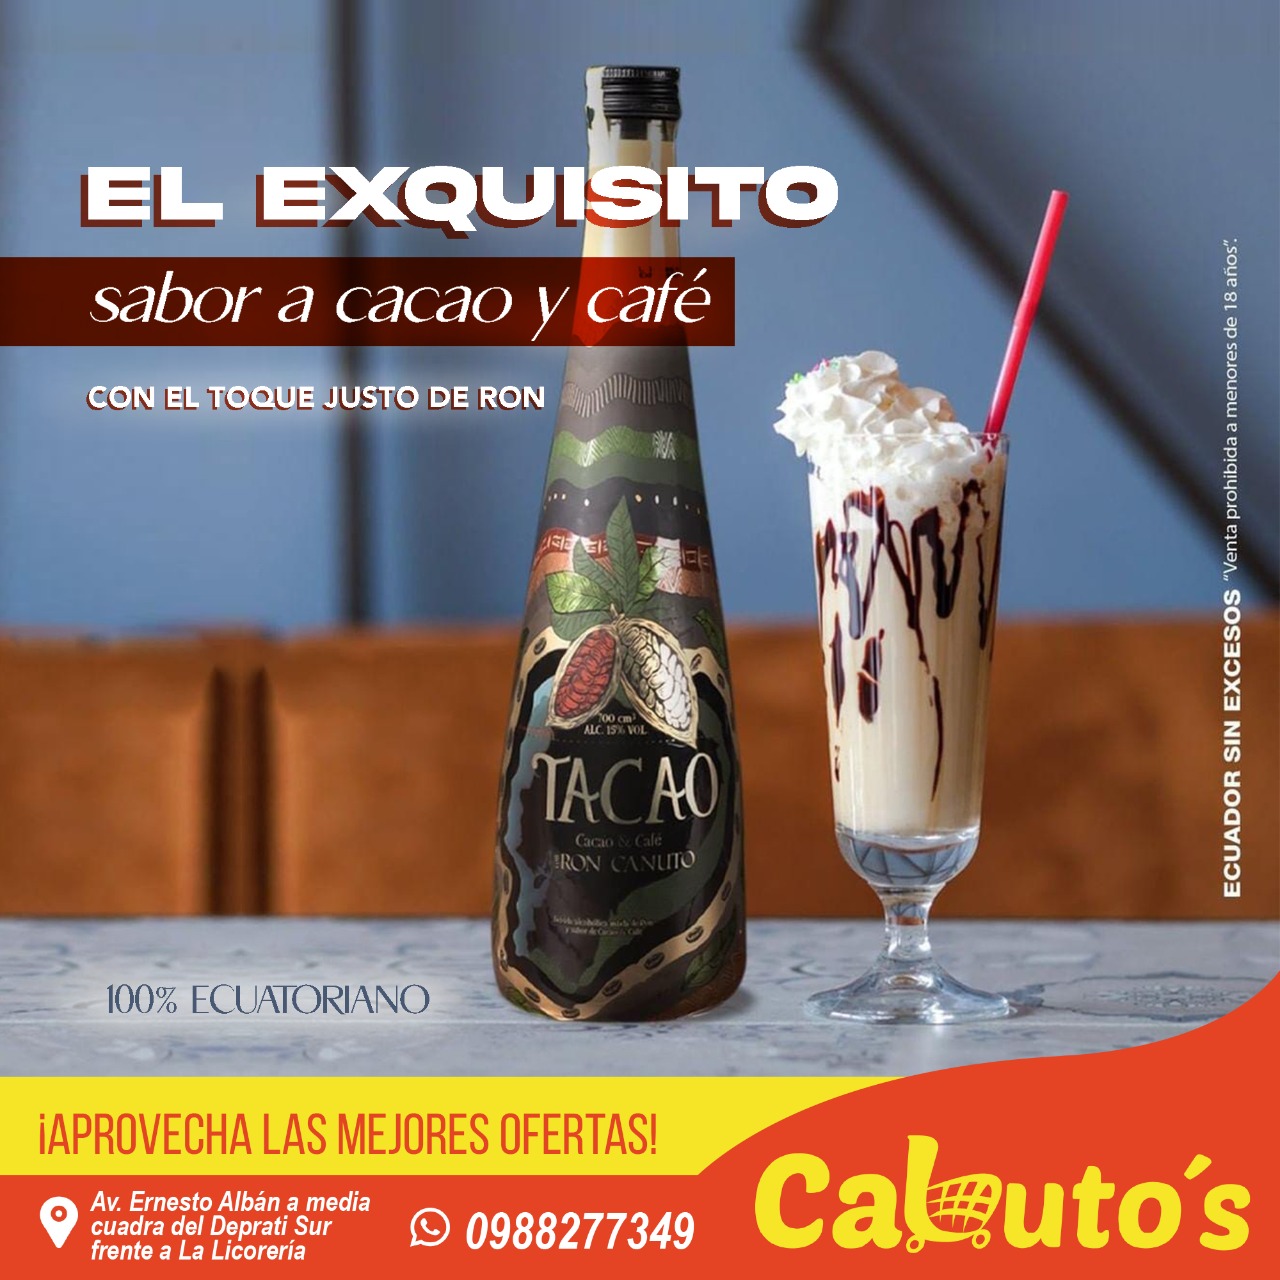 EL EXQUISITO
sabor a cacao y café
CON EL TOQUE JUSTO DE RON
700 cm³
ALC. 15% VOL
TACAO
Cacao & Café
RON CANUTO
100% ECUATORIANO
ECUADOR SIN EXCESOS “Venta prohibida a menores de 18 años”.
¡APROVECHA LAS MEJORES OFERTAS!
Av. Ernesto Albán a media
cuadra del Deprati Sur
frente a La Licorería
0988277349
Cabuto´s